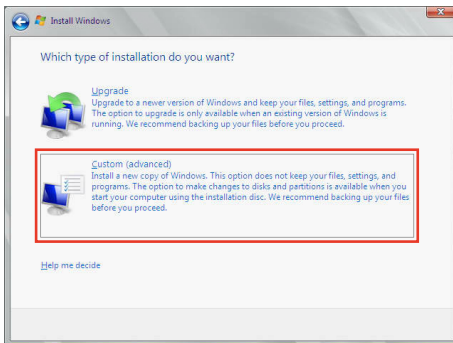 Install Windows
Which type of installation do you want?
Upgrade
Upgrade to a newer version of Windows and keep your files, settings, and programs.
The option to upgrade is only available when an existing version of Windows is
running. We recommend backing up your files before you proceed.
Custom (advanced)
Install a new copy of Windows. This option does not keep your files, settings, and
programs. The option to make changes to disks and partitions is available when you
start your computer using the installation disc. We recommend backing up your files
before you proceed.
Help me decide